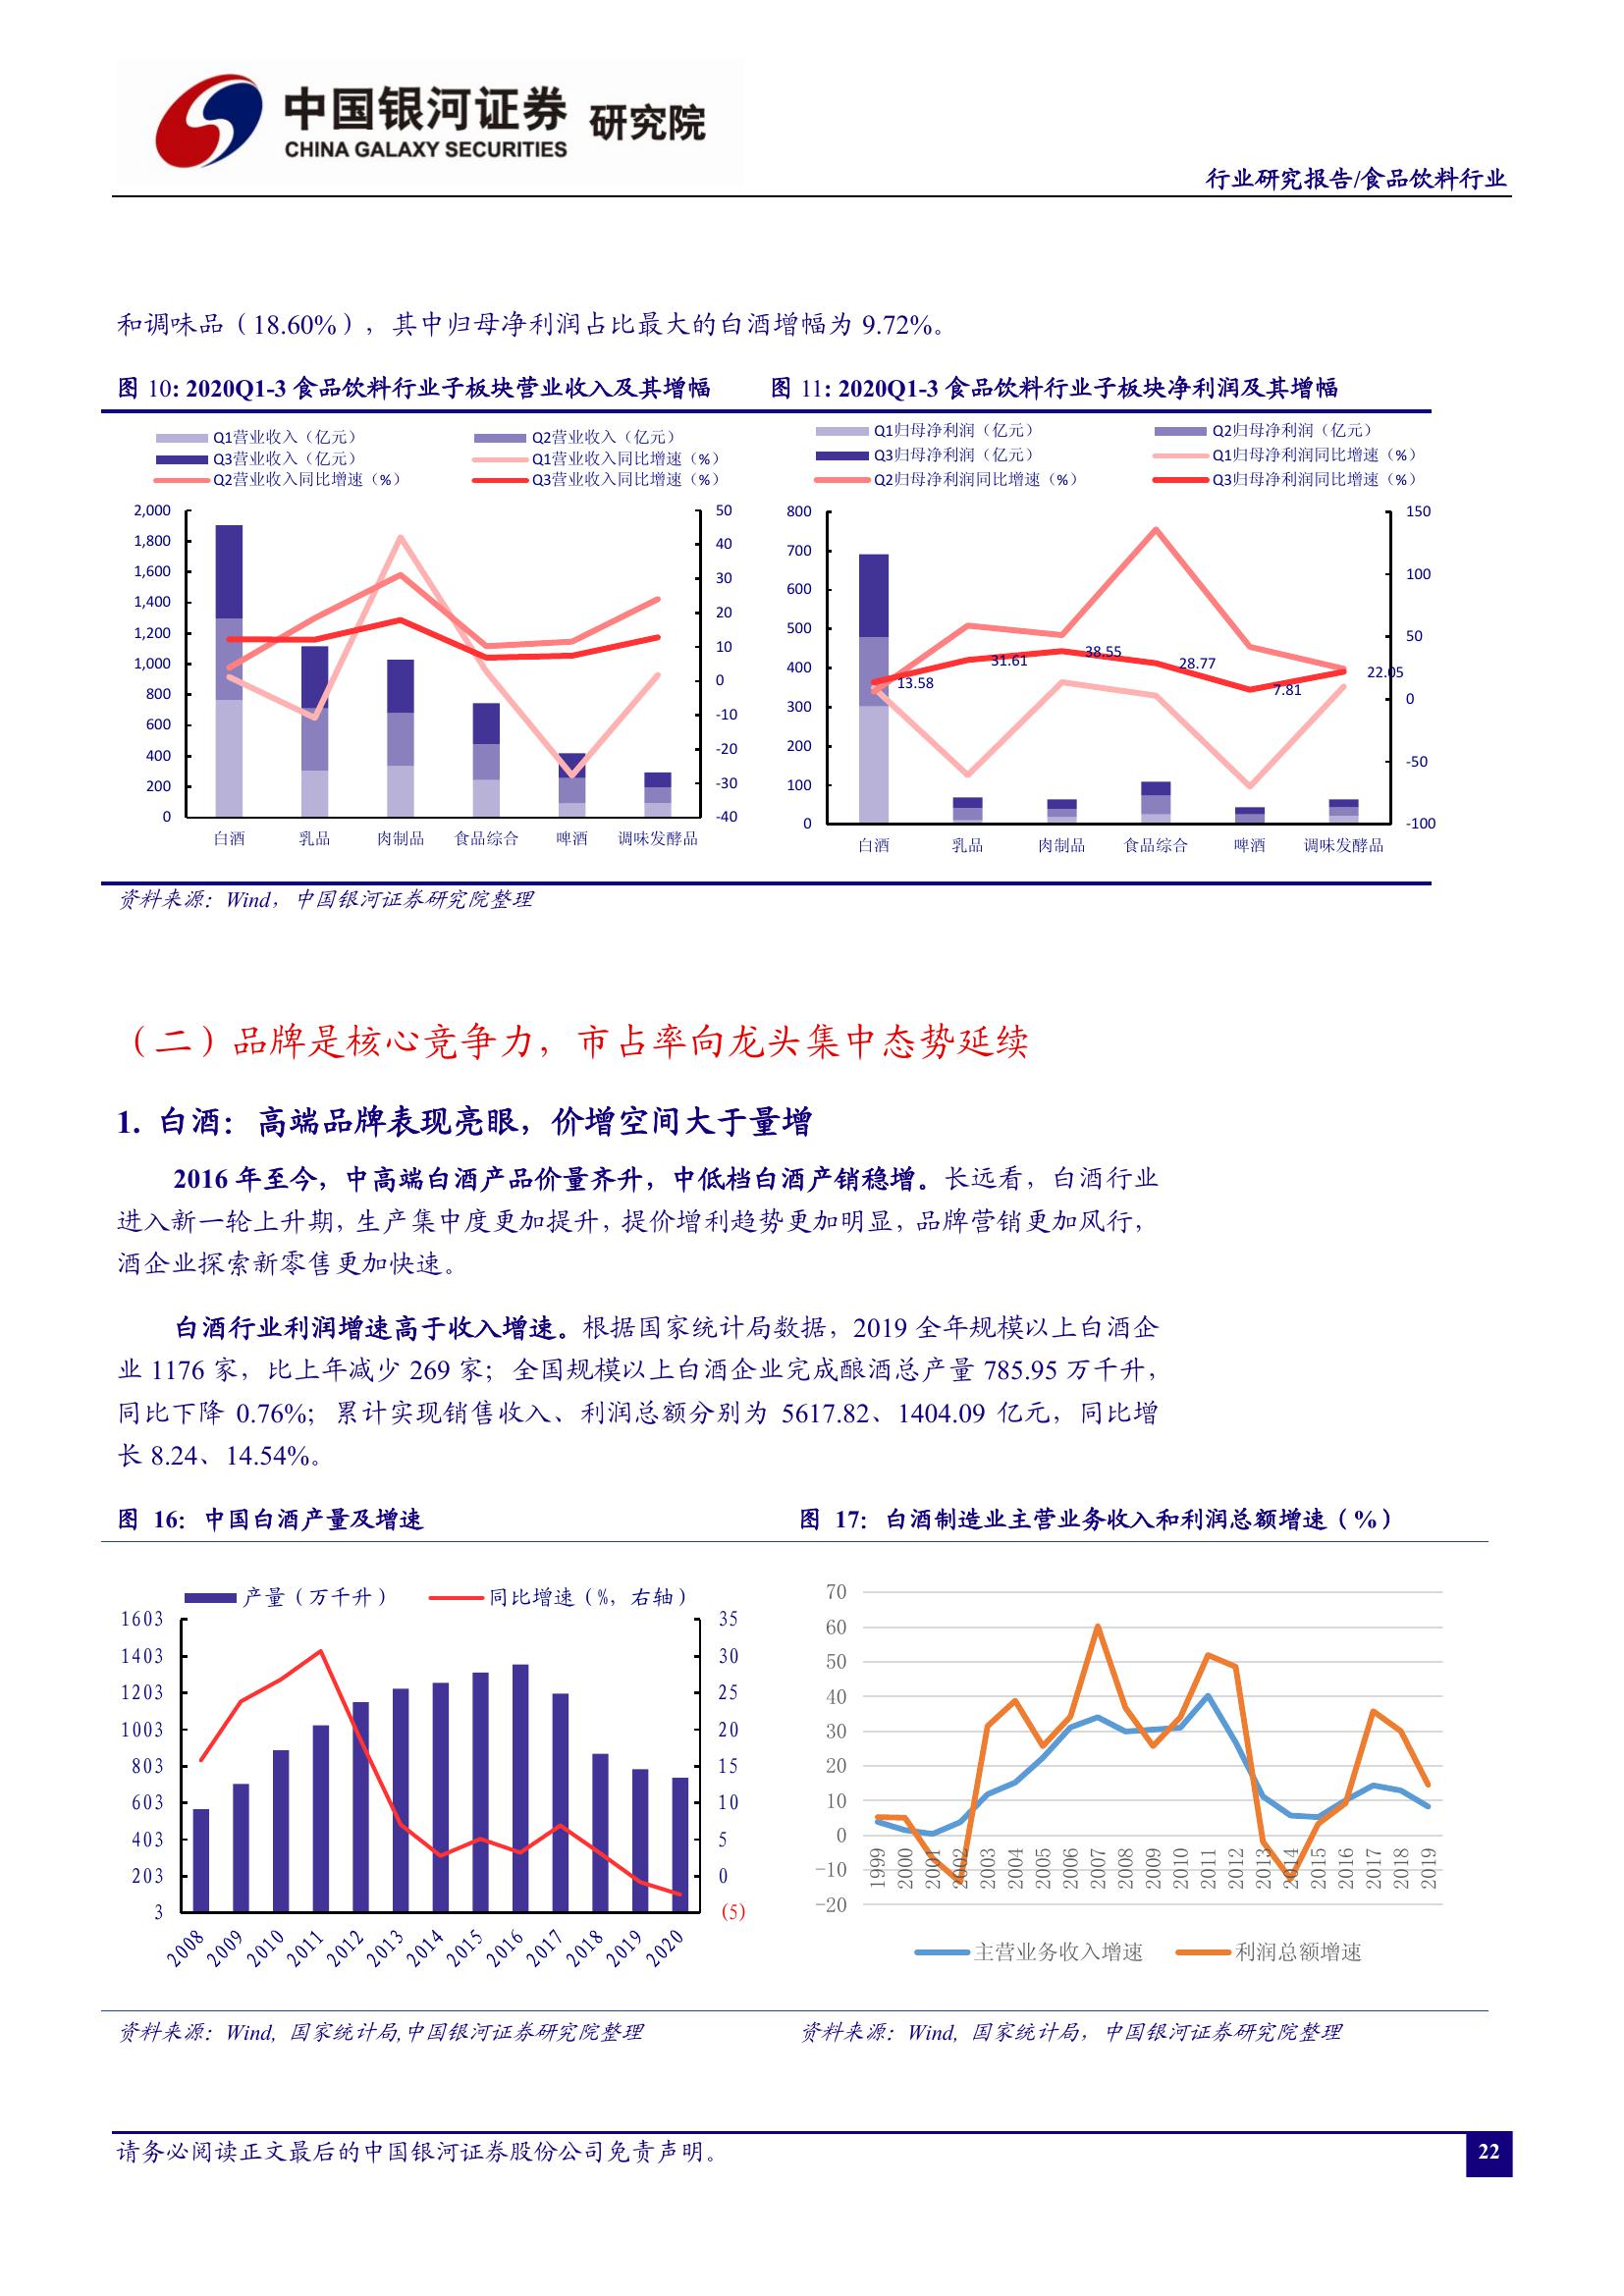 中国银河证券 研究院
CHINA GALAXY SECURITIES
行业研究报告/食品饮料行业
和调味品（18.60%），其中归母净利润占比最大的白酒增幅为 9.72%。
图 10: 2020Q1-3 食品饮料行业子板块营业收入及其增幅
Q1营业收入（亿元）
Q2营业收入（亿元）
Q3营业收入（亿元）
Q1营业收入同比增速（%）
Q2营业收入同比增速（%）
Q3营业收入同比增速（%）
2,000
1,800
1,600
1,400
1,200
1,000
800
600
400
200
0
50
40
30
20
10
0
-10
-20
-30
-40
白酒 乳品 肉制品 食品综合 啤酒 调味发酵品
图 11: 2020Q1-3 食品饮料行业子板块净利润及其增幅
Q1归母净利润（亿元）
Q2归母净利润（亿元）
Q3归母净利润（亿元）
Q1归母净利润同比增速（%）
Q2归母净利润同比增速（%）
Q3归母净利润同比增速（%）
800
700
600
500
400
300
200
100
0
150
100
50
0
-50
-100
13.58
31.61
38.55
28.77
7.81
22.05
白酒 乳品 肉制品 食品综合 啤酒 调味发酵品
资料来源：Wind，中国银河证券研究院整理
（二）品牌是核心竞争力，市占率向龙头集中态势延续
1. 白酒：高端品牌表现亮眼，价增空间大于量增
2016 年至今，中高端白酒产品价量齐升，中低档白酒产销稳增。长远看，白酒行业
进入新一轮上升期，生产集中度更加提升，提价增利趋势更加明显，品牌营销更加风行，
酒企业探索新零售更加快速。
白酒行业利润增速高于收入增速。根据国家统计局数据，2019 全年规模以上白酒企
业 1176 家，比上年减少 269 家；全国规模以上白酒企业完成酿酒总产量 785.95 万千升，
同比下降 0.76%；累计实现销售收入、利润总额分别为 5617.82、1404.09 亿元，同比增
长 8.24、14.54%。
图 16: 中国白酒产量及增速
产量（万千升）
同比增速（%，右轴）
1603
1403
1203
1003
803
603
403
203
3
35
30
25
20
15
10
5
0
(5)
2008 2009 2010 2011 2012 2013 2014 2015 2016 2017 2018 2019 2020
图 17: 白酒制造业主营业务收入和利润总额增速（%）
70
60
50
40
30
20
10
0
-10
-20
1999 2000 2001 2002 2003 2004 2005 2006 2007 2008 2009 2010 2011 2012 2013 2014 2015 2016 2017 2018 2019
主营业务收入增速
利润总额增速
资料来源：Wind, 国家统计局,中国银河证券研究院整理
资料来源：Wind, 国家统计局，中国银河证券研究院整理
请务必阅读正文最后的中国银河证券股份公司免责声明。
22